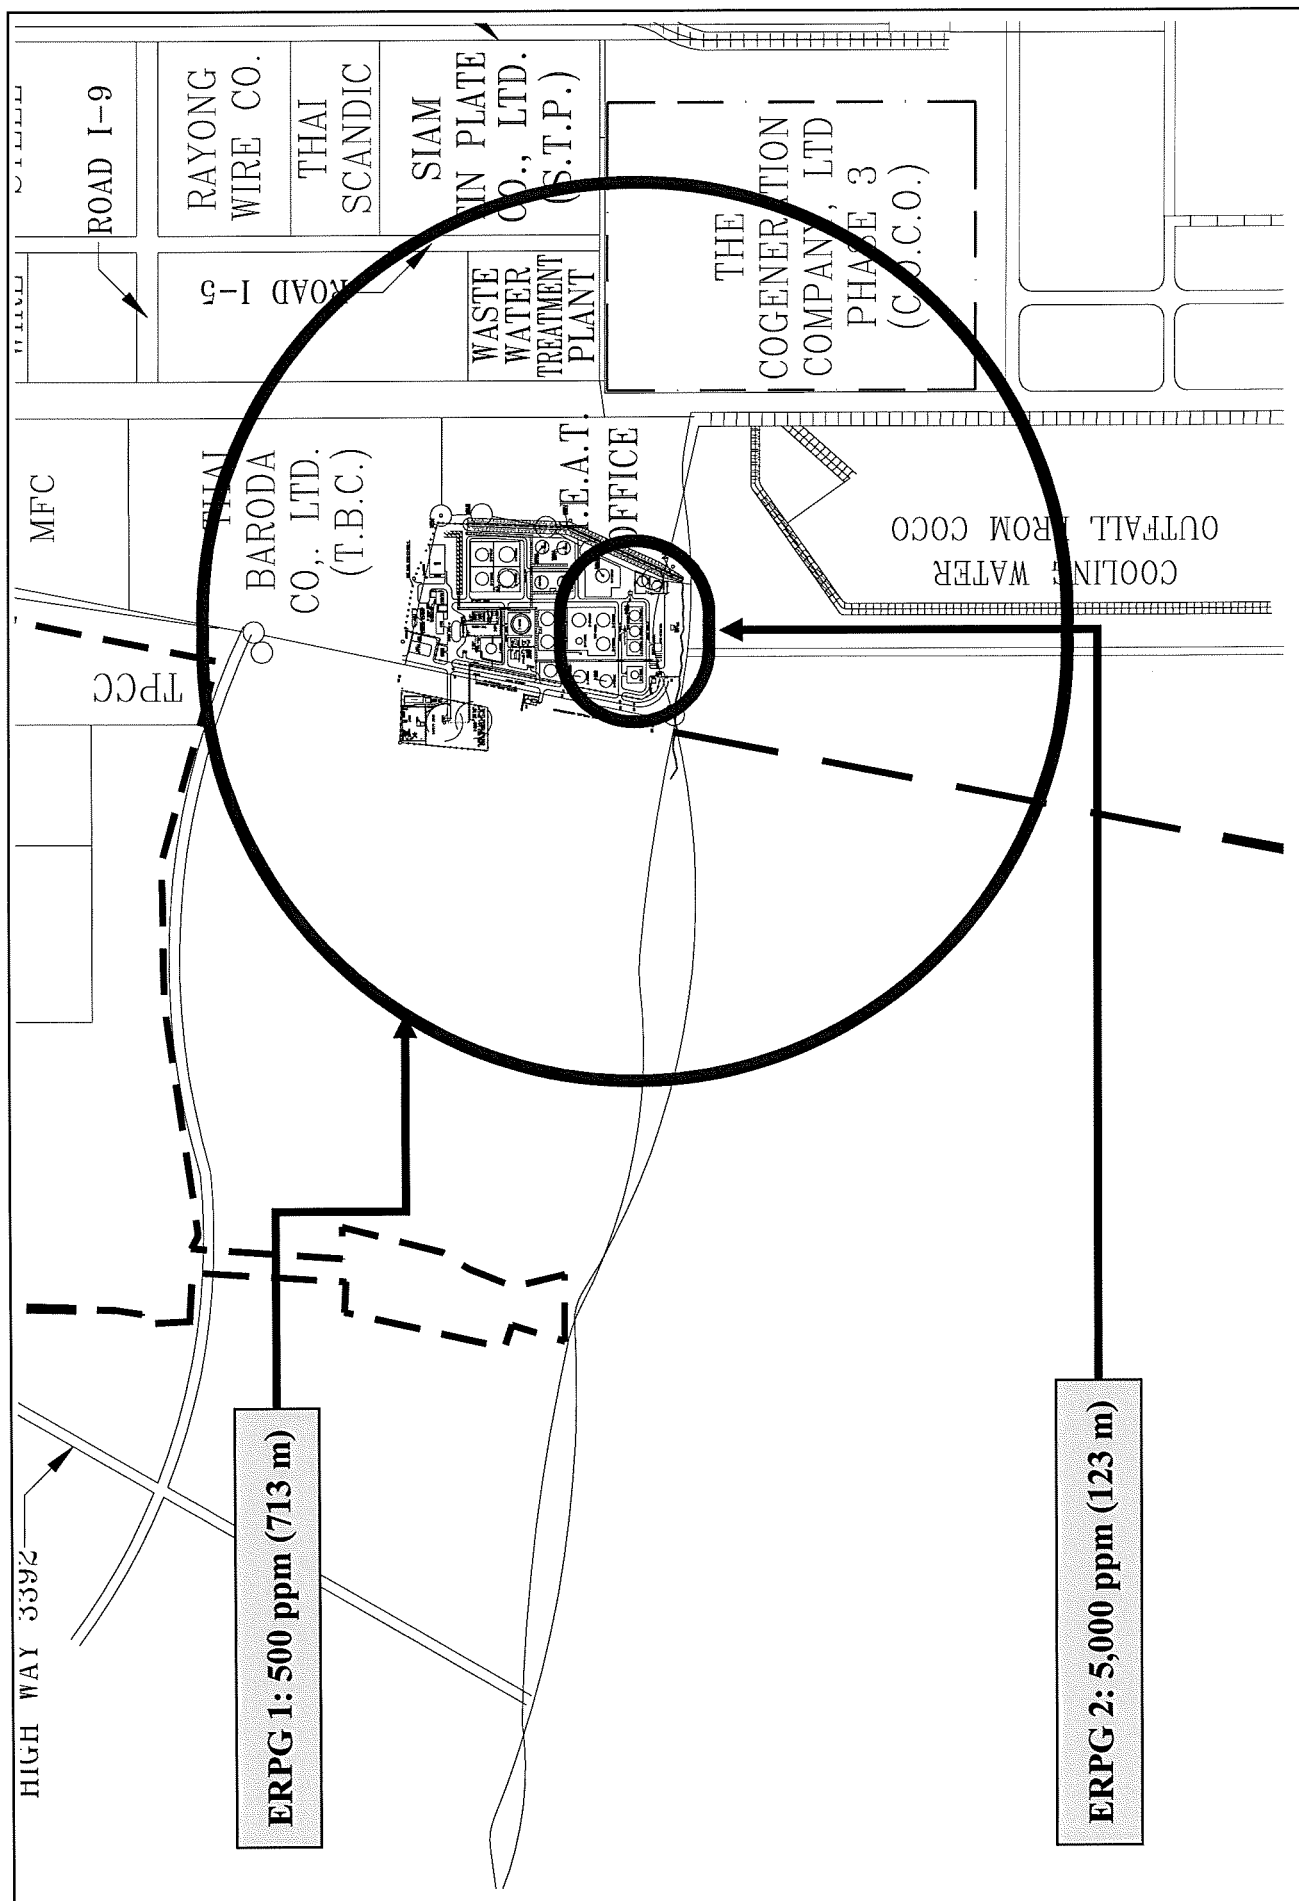 HIGH WAY 3392
ERPG 1: 500 ppm (713 m)
ERPG 2: 5,000 ppm (123 m)
ROAD I-9
RAYONG
WIRE CO.
THAI
SCANDIC
SIAM
TIN PLATE
CO., LTD.
(S.T.P.)
ROAD I-5
WASTE
WATER
TREATMENT
PLANT
THE
COGENERATION
COMPANY, LTD
PHASE 3
(CO.C.O.)
MFC
THAI
BARODA
CO,. LTD.
(T.B.C.)
I.E.A.T.
OFFICE
TPCC
COOLING WATER
OUTFALL FROM COCO